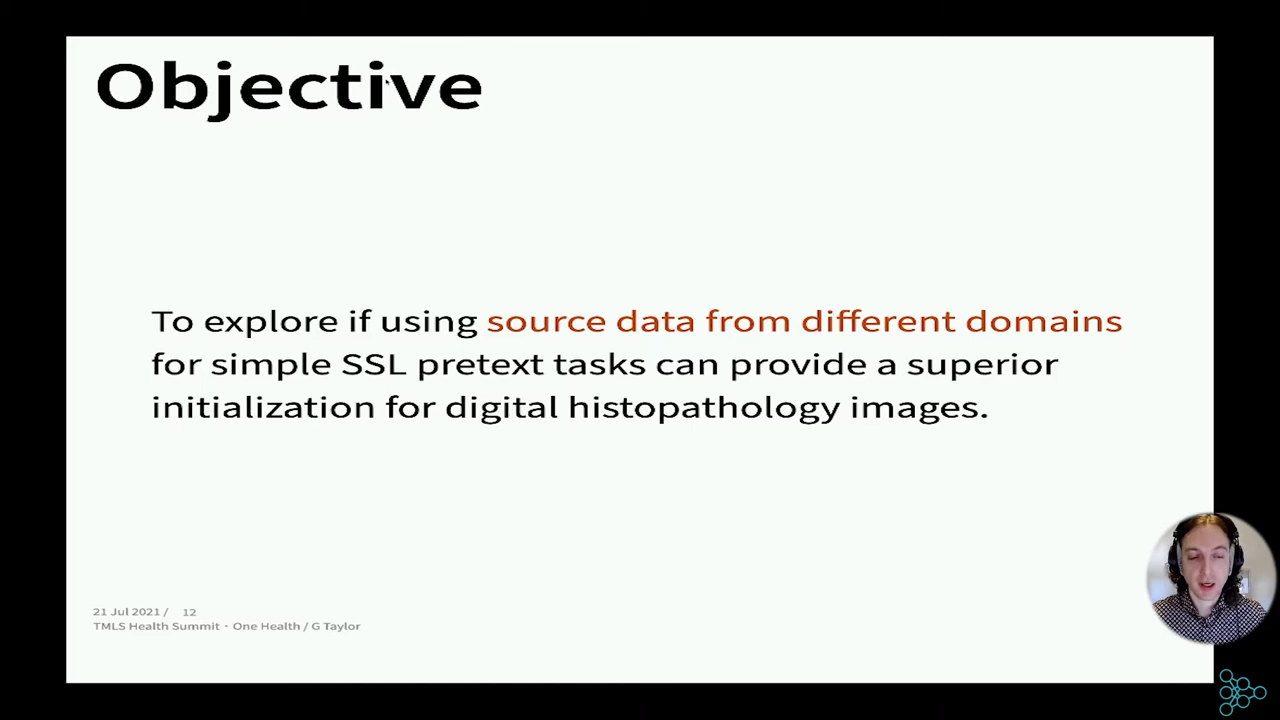 Objective
To explore if using source data from different domains
for simple SSL pretext tasks can provide a superior
initialization for digital histopathology images.
21 Jul 2021 / 12
TMLS Health Summit · One Health / G Taylor